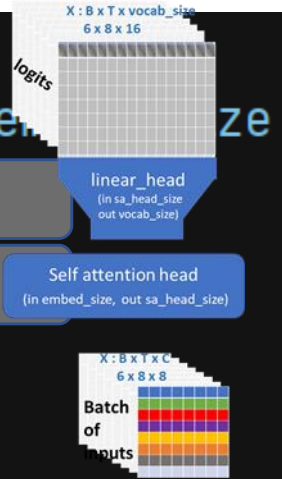 X : B x T x vocab_size
6 x 8 x 16
logits
ze
linear_head
(in sa_head_size
out vocab_size)
Self attention head
(in embed_size, out sa_head_size)
X : B x T x C
6 x 8 x 8
Batch
of
inputs